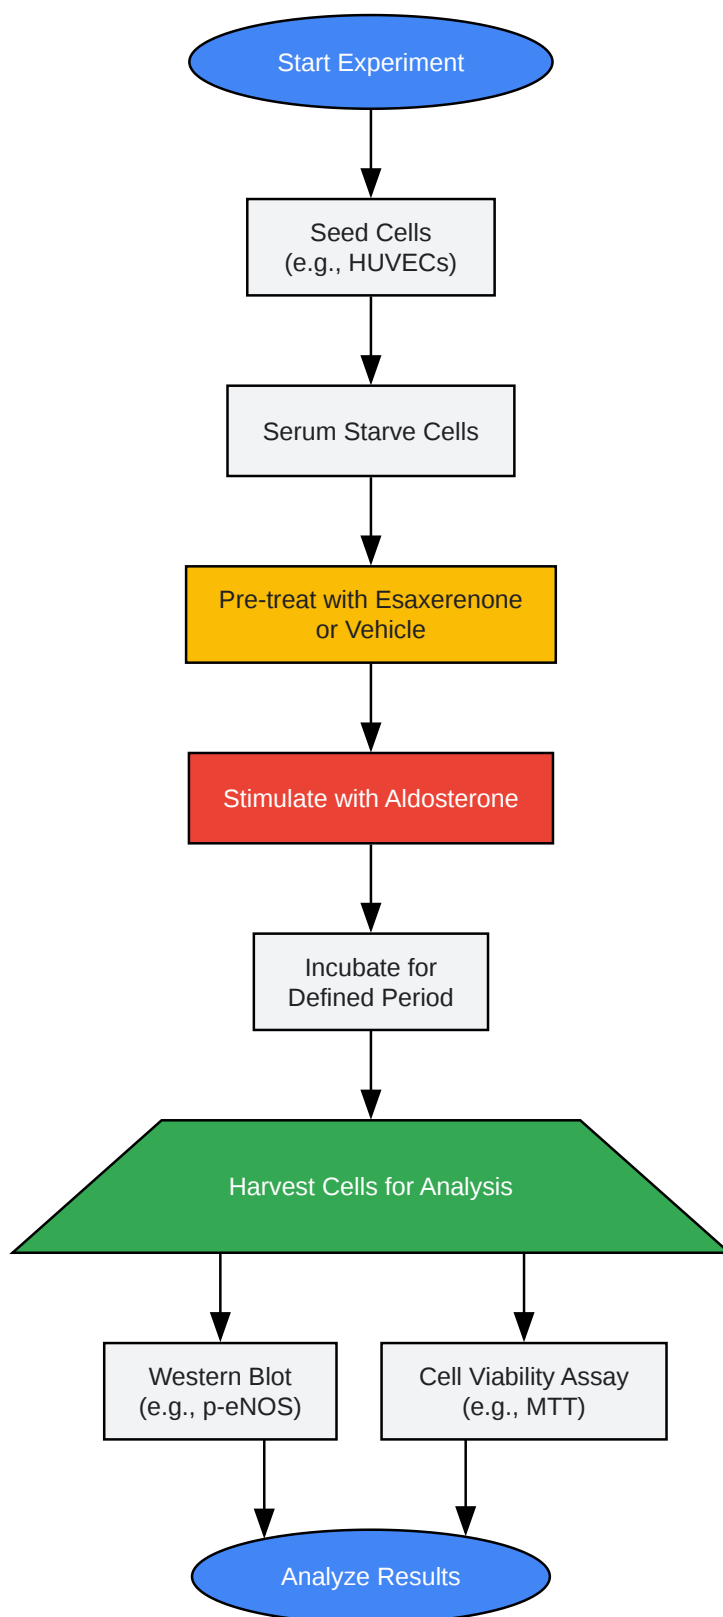 Start Experiment
Seed Cells
(e.g., HUVECs)
Serum Starve Cells
Pre-treat with Esaxerenone
or Vehicle
Stimulate with Aldosterone
Incubate for
Defined Period
Harvest Cells for Analysis
Western Blot
(e.g., p-eNOS)
Cell Viability Assay
(e.g., MTT)
Analyze Results